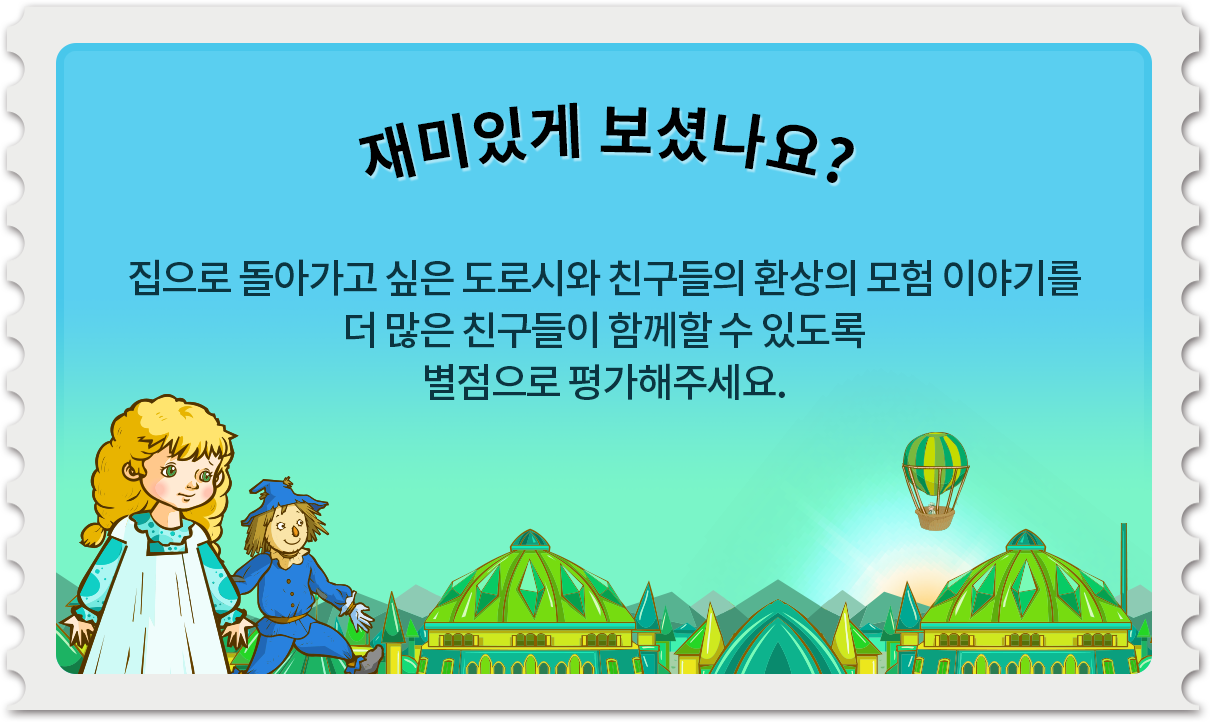 재미있게 보셨나요?
집으로 돌아가고 싶은 도로시와 친구들의 환상의 모험 이야기를
더 많은 친구들이 함께할 수 있도록
별점으로 평가해주세요.